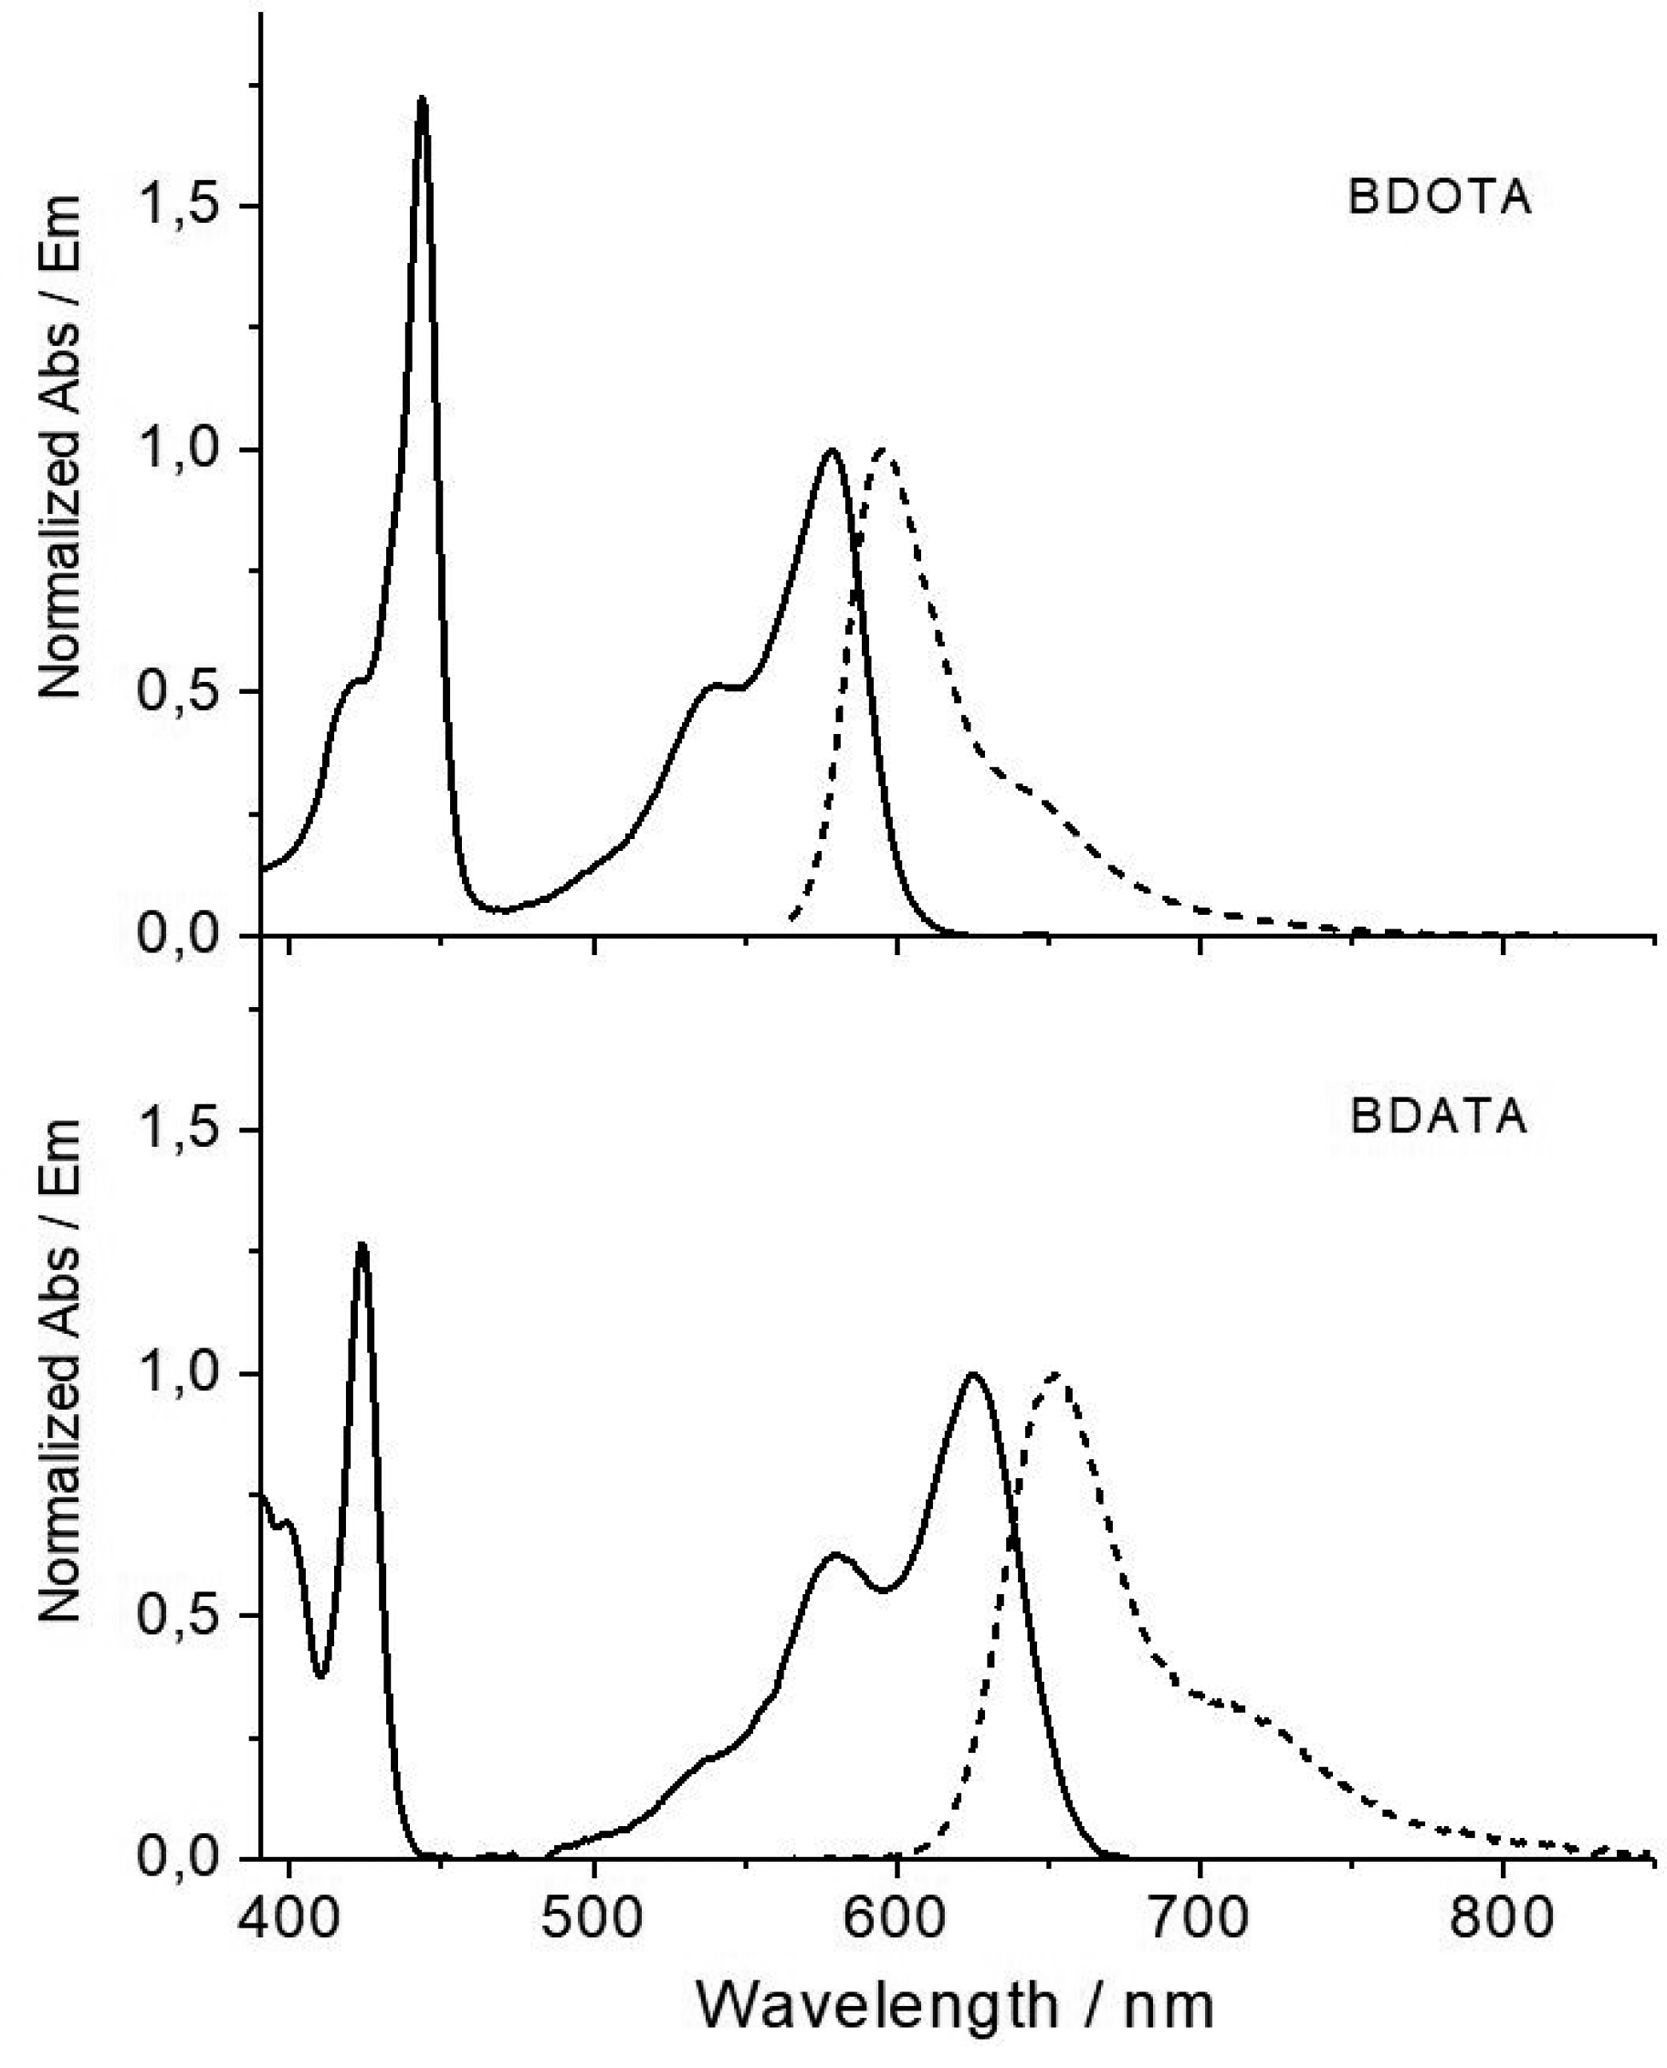 Normalized Abs / Em
1,5
1,0
0,5
0,0
BDOTA
Normalized Abs / Em
1,5
1,0
0,5
0,0
BDATA
400 500 600 700 800
Wavelength / nm